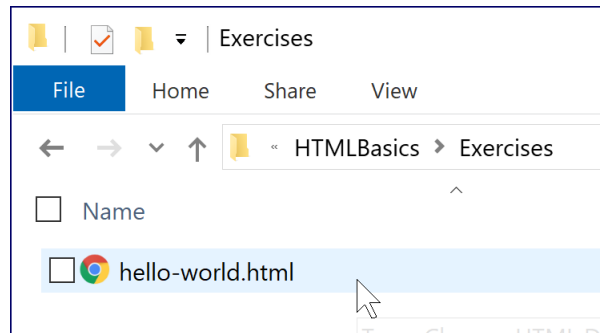 Exercises
File Home Share View
« HTMLBasics > Exercises
Name
hello-world.html